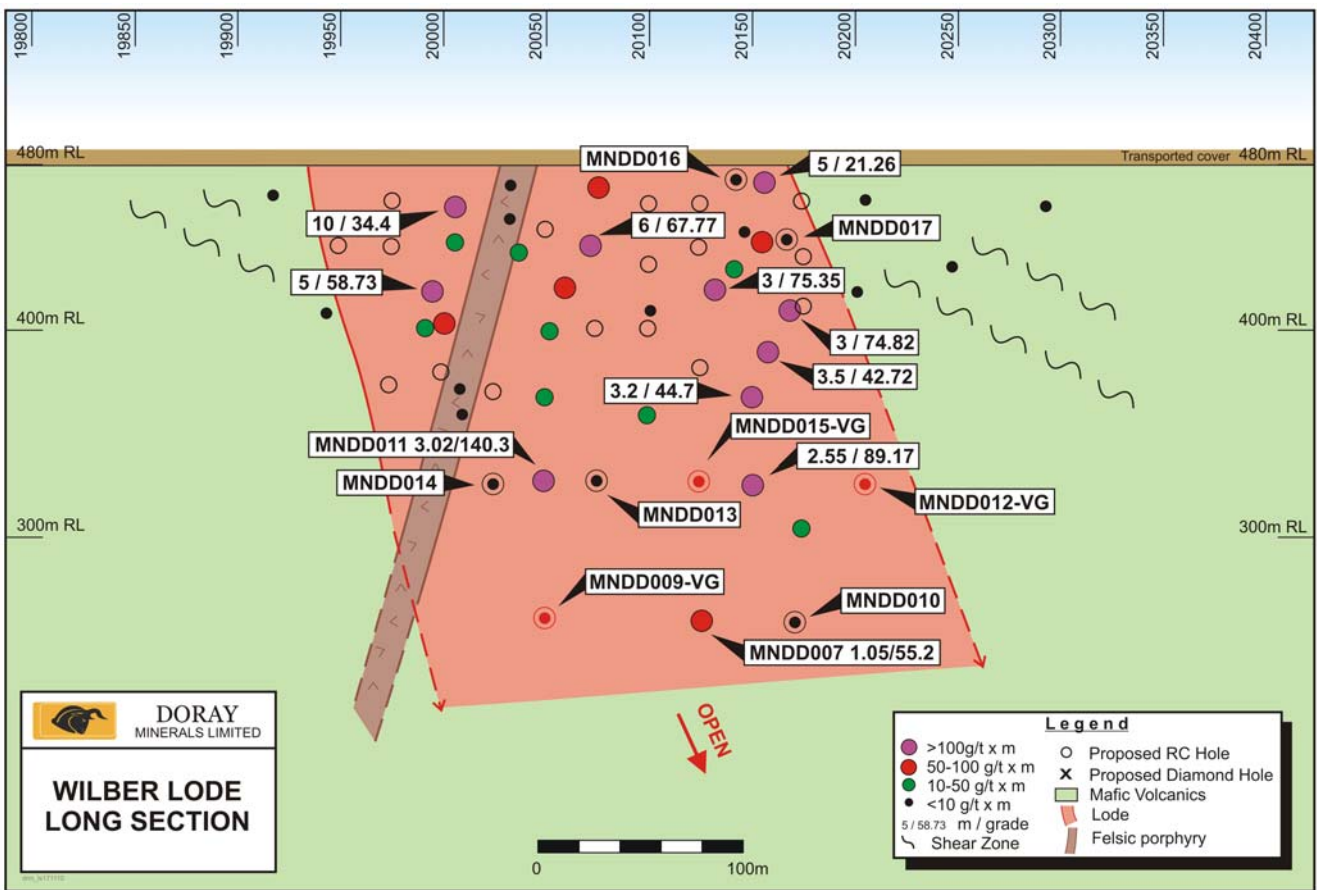 19800
19850
19900
19950
20000
20050
20100
20150
20200
20250
20300
20350
20400
480m RL
Transported cover
480m RL
MNDD016
5 / 21.26
10 / 34.4
6 / 67.77
MNDD017
5 / 58.73
3 / 75.35
400m RL
400m RL
3 / 74.82
3.5 / 42.72
3.2 / 44.7
MNDD015-VG
MNDD011 3.02/140.3
2.55 / 89.17
MNDD014
MNDD013
MNDD012-VG
300m RL
300m RL
MNDD009-VG
MNDD010
MNDD007 1.05/55.2
OPEN
DORAY
MINERALS LIMITED
WILBER LODE
LONG SECTION
0
100m
Legend
>100g/t x m
50-100 g/t x m
10-50 g/t x m
<10 g/t x m
5 / 58.73 m / grade
Shear Zone
Proposed RC Hole
X Proposed Diamond Hole
Mafic Volcanics
Lode
Felsic porphyry